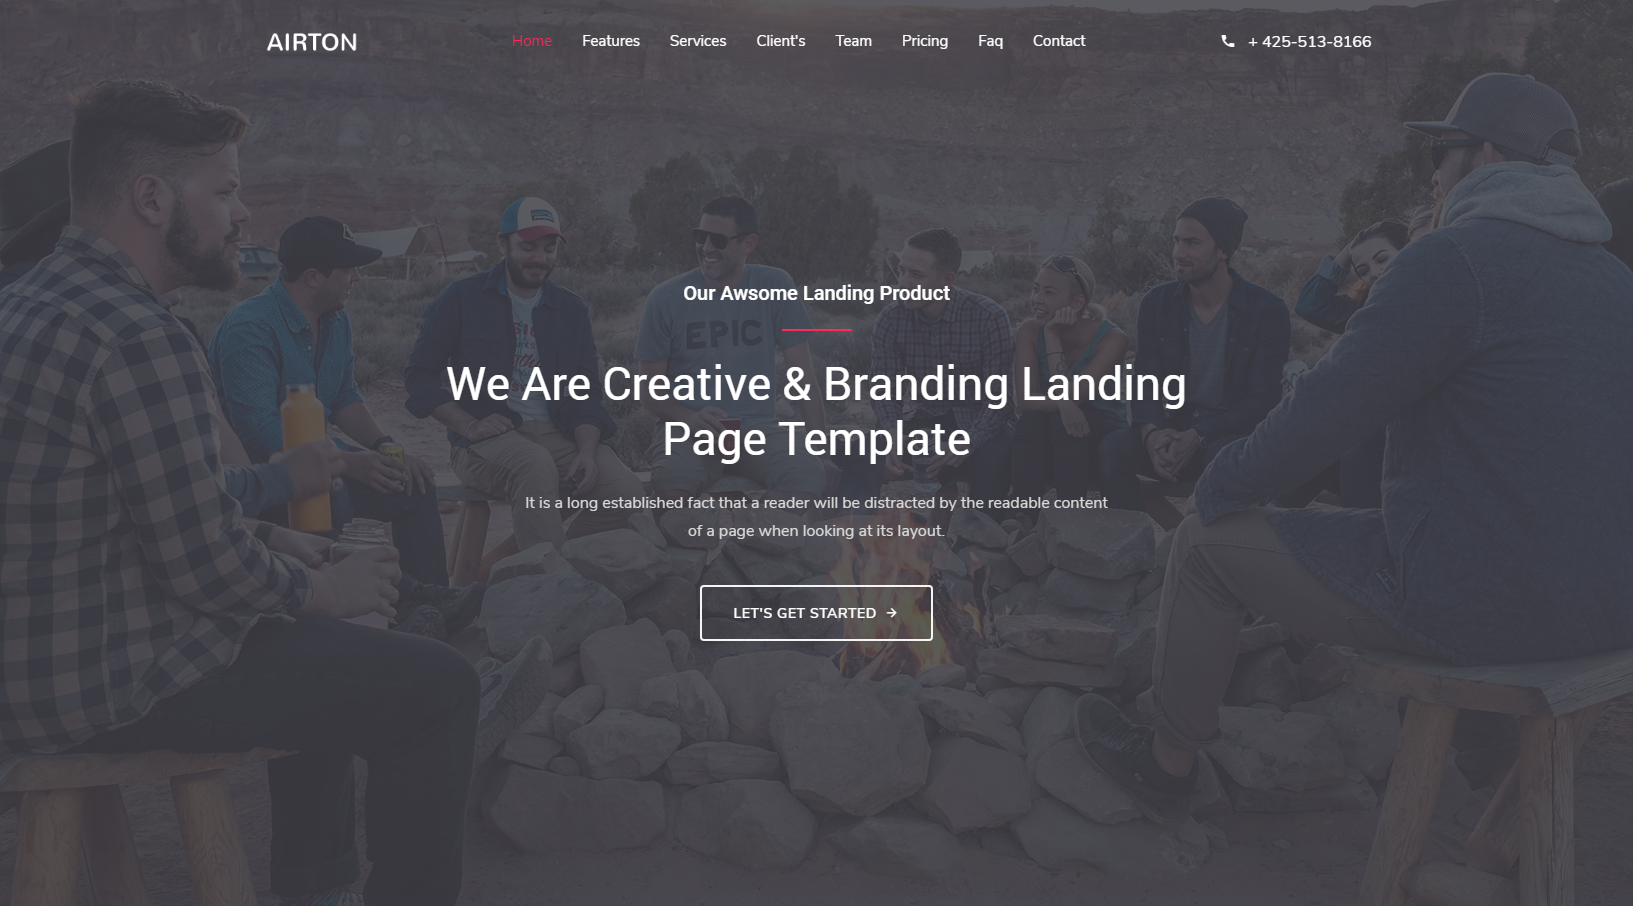 AIRTON
Home Features Services Client's Team Pricing Faq Contact
+ 425-513-8166
Our Awsome Landing Product
EPIC
We Are Creative & Branding Landing
Page Template
It is a long established fact that a reader will be distracted by the readable content
of a page when looking at its layout.
LET'S GET STARTED